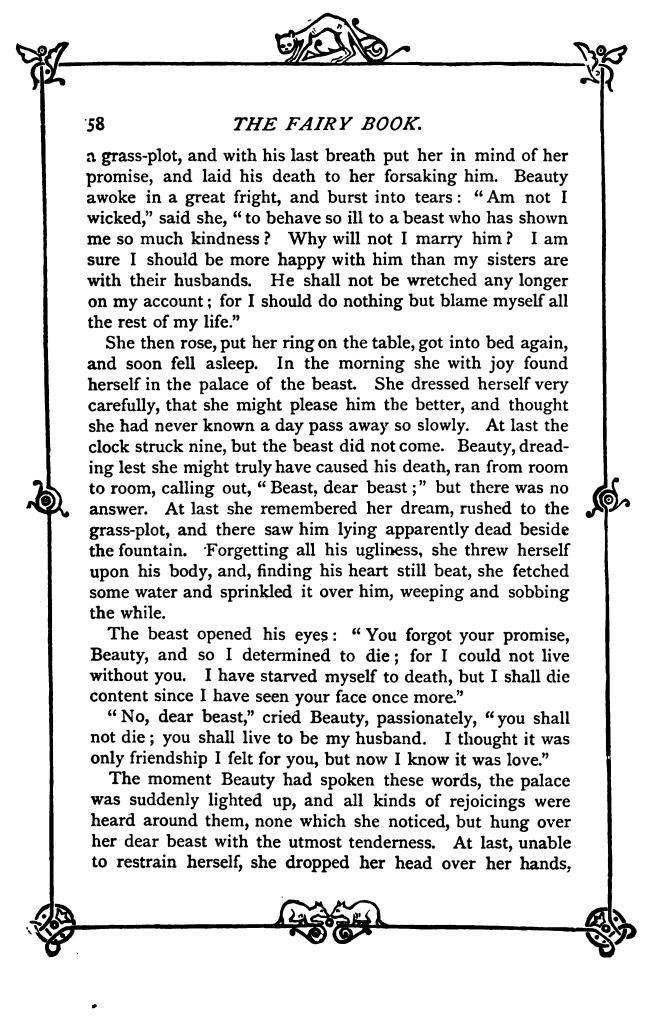 58 THE FAIRY BOOK.
a grass-plot, and with his last breath put her in mind of her
promise, and laid his death to her forsaking him. Beauty
awoke in a great fright, and burst into tears: "Am not I
wicked," said she, "to behave so ill to a beast who has shown
me so much kindness? Why will not I marry him? I am
sure I should be more happy with him than my sisters are
with their husbands. He shall not be wretched any longer
on my account; for I should do nothing but blame myself all
the rest of my life."
She then rose, put her ring on the table, got into bed again,
and soon fell asleep. In the morning she with joy found
herself in the palace of the beast. She dressed herself very
carefully, that she might please him the better, and thought
she had never known a day pass away so slowly. At last the
clock struck nine, but the beast did not come. Beauty, dread-
ing lest she might truly have caused his death, ran from room
to room, calling out, "Beast, dear beast;" but there was no
answer. At last she remembered her dream, rushed to the
grass-plot, and there saw him lying apparently dead beside
the fountain. Forgetting all his ugliness, she threw herself
upon his body, and, finding his heart still beat, she fetched
some water and sprinkled it over him, weeping and sobbing
the while.
The beast opened his eyes: "You forgot your promise,
Beauty, and so I determined to die; for I could not live
without you. I have starved myself to death, but I shall die
content since I have seen your face once more."
"No, dear beast," cried Beauty, passionately, "you shall
not die; you shall live to be my husband. I thought it was
only friendship I felt for you, but now I know it was love."
The moment Beauty had spoken these words, the palace
was suddenly lighted up, and all kinds of rejoicings were
heard around them, none which she noticed, but hung over
her dear beast with the utmost tenderness. At last, unable
to restrain herself, she dropped her head over her hands,